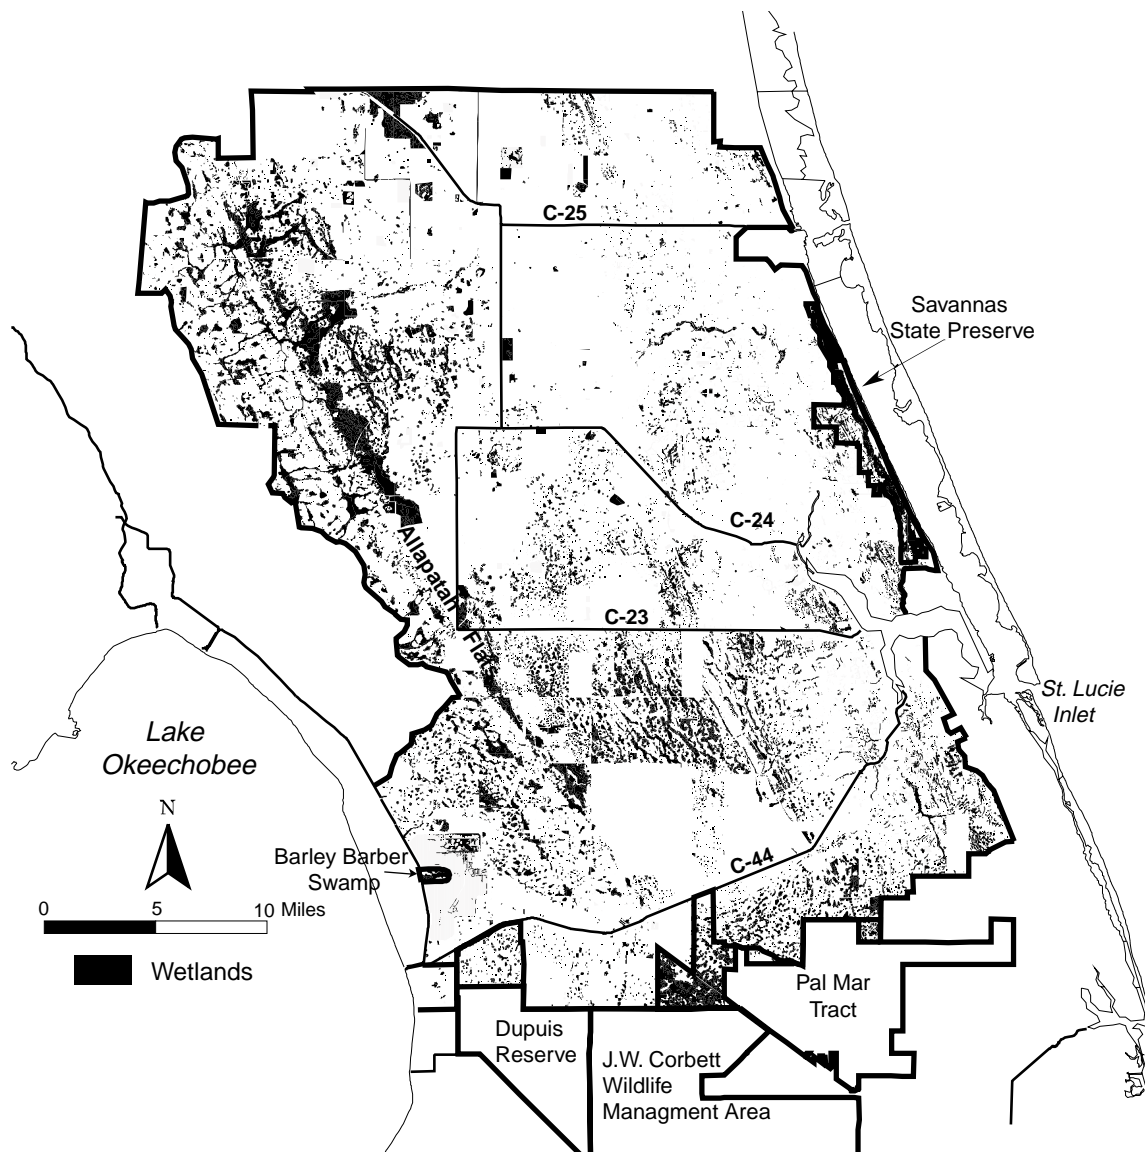 C-25
Savannas
State Preserve
C-24
Allapatah Flats
C-23
St. Lucie
Inlet
Lake
Okeechobee
N
Barley Barber
Swamp
C-44
0 5 10 Miles
Wetlands
Pal Mar
Tract
Dupuis
Reserve
J.W. Corbett
Wildlife
Managment Area